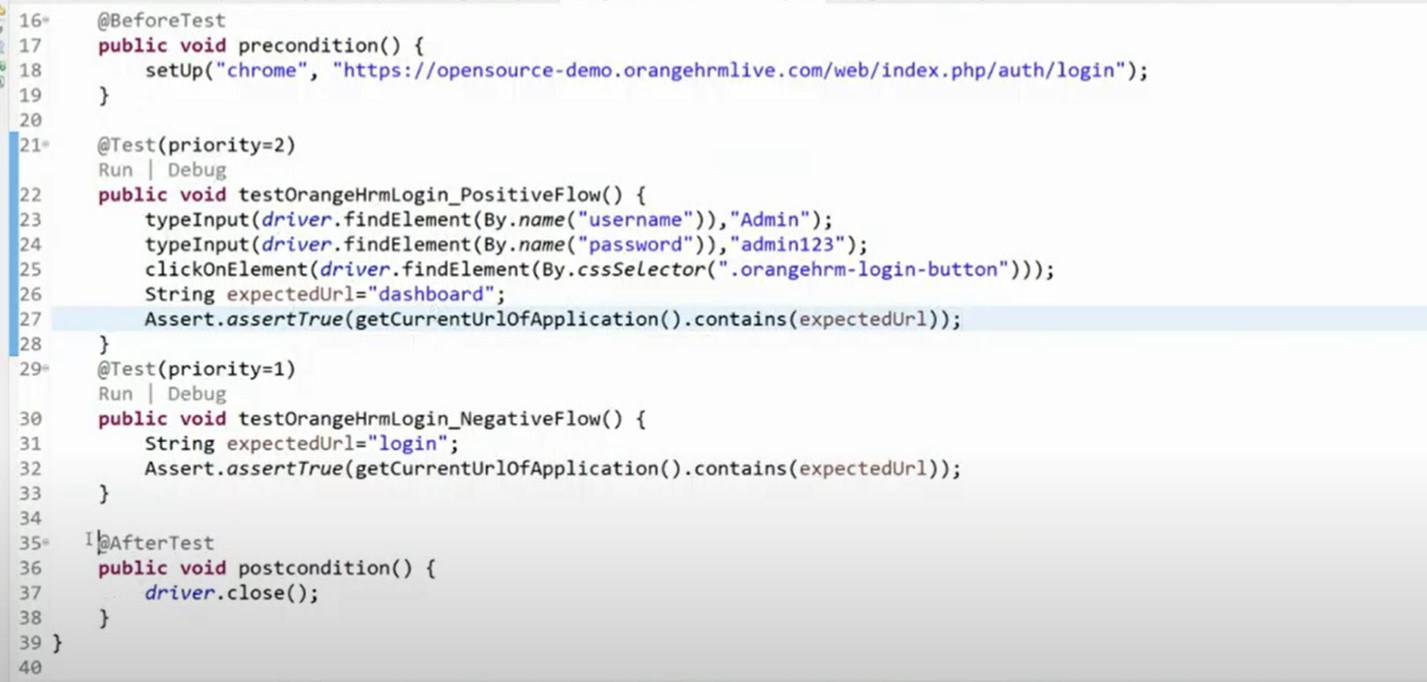 16 @BeforeTest
17 public void precondition() {
18 setUp("chrome", "https://opensource-demo.orangehrmlive.com/web/index.php/auth/login");
19 }
20
21 @Test(priority=2)
Run | Debug
22 public void testOrangeHrmLogin_PositiveFlow() {
23 typeInput(driver.findElement(By.name("username")),"Admin");
24 typeInput(driver.findElement(By.name("password")),"admin123");
25 clickOnElement(driver.findElement(By.cssSelector(".orangehrm-login-button")));
26 String expectedUrl="dashboard";
27 Assert.assertTrue(getCurrentUrlOfApplication().contains(expectedUrl));
28 }
29 @Test(priority=1)
Run | Debug
30 public void testOrangeHrmLogin_NegativeFlow() {
31 String expectedUrl="login";
32 Assert.assertTrue(getCurrentUrlOfApplication().contains(expectedUrl));
33 }
34
35 @AfterTest
36 public void postcondition() {
37 driver.close();
38 }
39 }
40